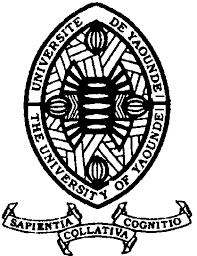 UNIVERSITE DE YAOUNDE I
THE UNIVERSITY OF YAOUNDE I
SAPIENTIA
COLLATIVA
COGNITIO